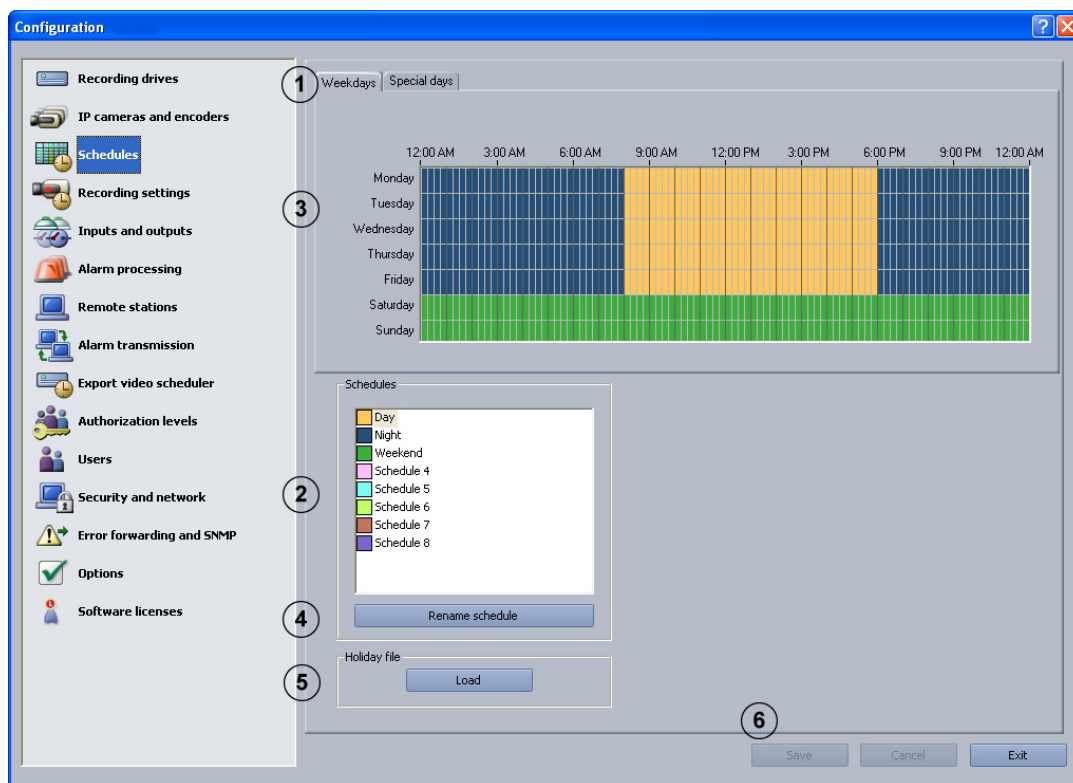 Configuration
?
Recording drives
IP cameras and encoders
Schedules
Recording settings
Inputs and outputs
Alarm processing
Remote stations
Alarm transmission
Export video scheduler
Authorization levels
Users
Security and network
Error forwarding and SNMP
Options
Software licenses
1
Weekdays Special days
12:00 AM 3:00 AM 6:00 AM 9:00 AM 12:00 PM 3:00 PM 6:00 PM 9:00 PM 12:00 AM
3
Monday
Tuesday
Wednesday
Thursday
Friday
Saturday
Sunday
Schedules
Day
Night
Weekend
Schedule 4
Schedule 5
2
Schedule 6
Schedule 7
Schedule 8
4
Rename schedule
Holiday file
5
Load
6
Save Cancel Exit